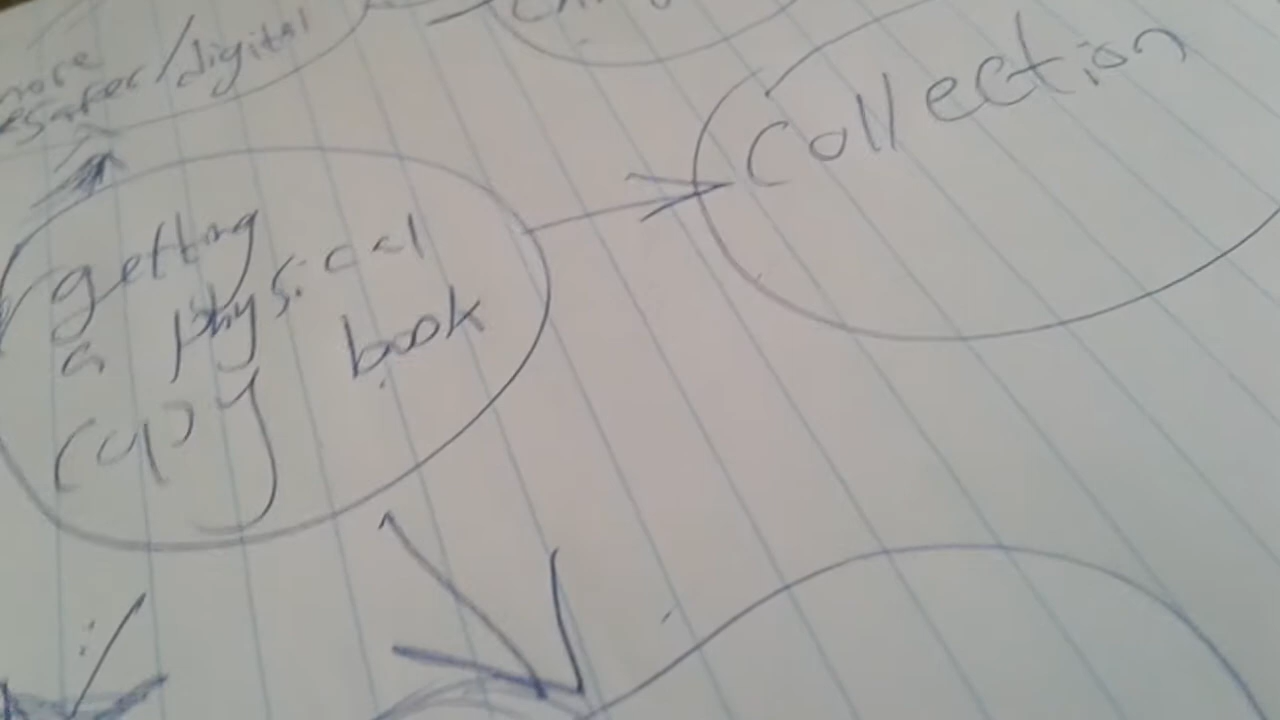 more
safer/digital
Collection
getting
a physical
copy book